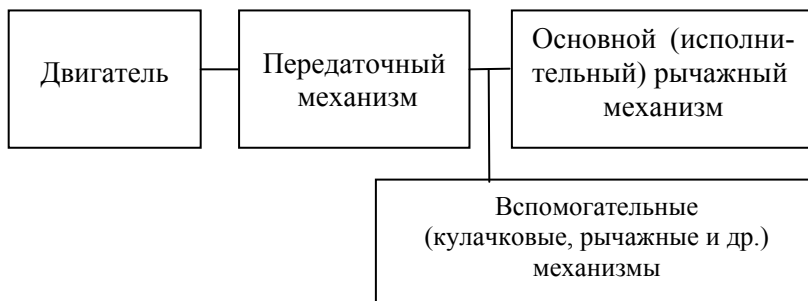 Двигатель
Передаточный
механизм
Основной (исполни-
тельный) рычажный
механизм
Вспомогательные
(кулачковые, рычажные и др.)
механизмы